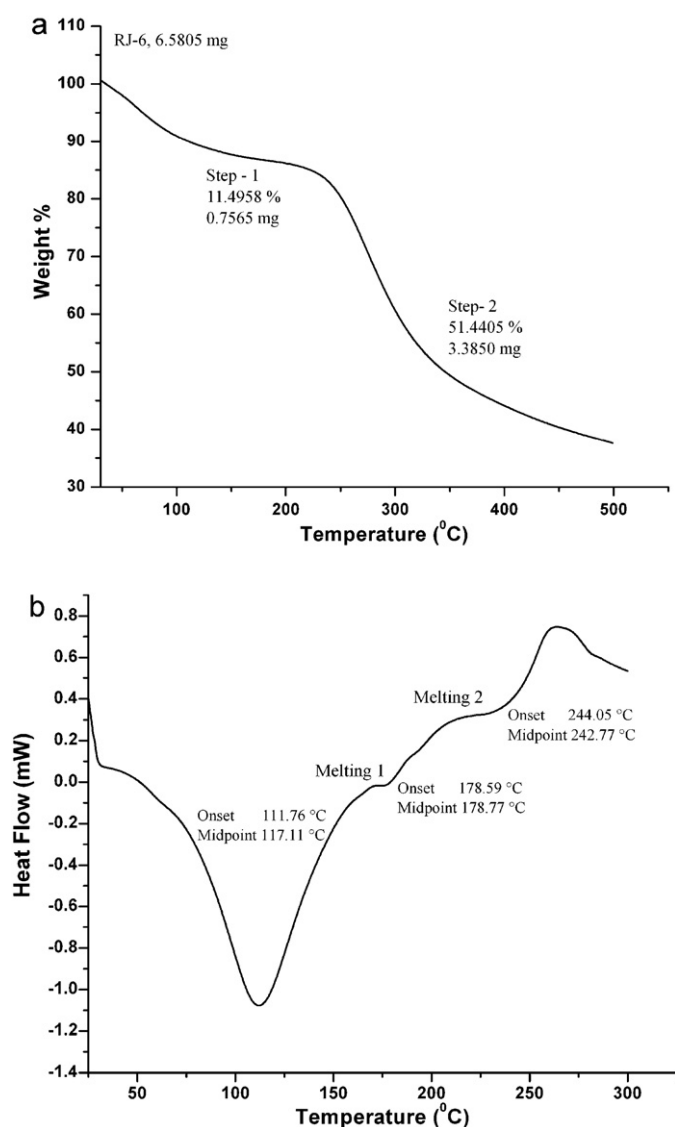 a
RJ-6, 6.5805 mg
110
100
90
80
70
60
50
40
30
Weight %
Step - 1
11.4958 %
0.7565 mg
Step- 2
51.4405 %
3.3850 mg
100 200 300 400 500
Temperature (⁰C)
b
0.8
0.6
0.4
0.2
0.0
-0.2
-0.4
-0.6
-0.8
-1.0
-1.2
-1.4
Heat Flow (mW)
Melting 2
Onset 244.05 °C
Midpoint 242.77 °C
Melting 1
Onset 178.59 °C
Midpoint 178.77 °C
Onset 111.76 °C
Midpoint 117.11 °C
50 100 150 200 250 300
Temperature (⁰C)